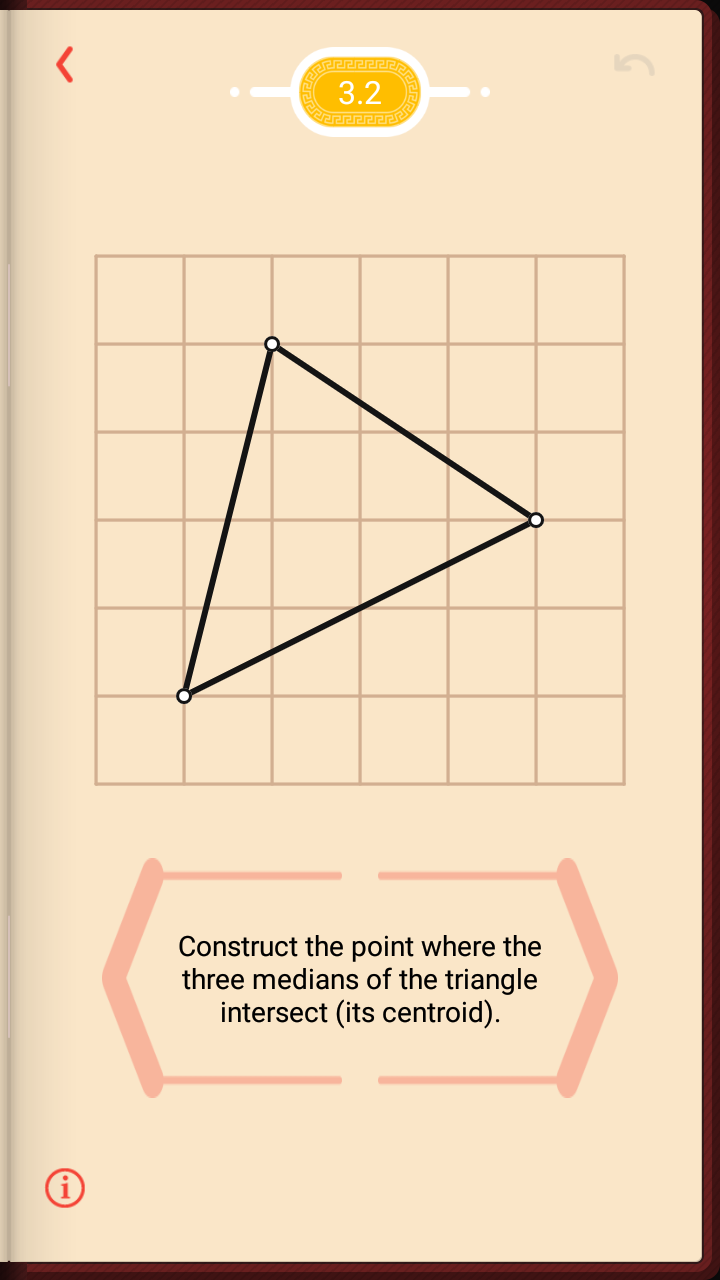 3.2
Construct the point where the
three medians of the triangle
intersect (its centroid).
i